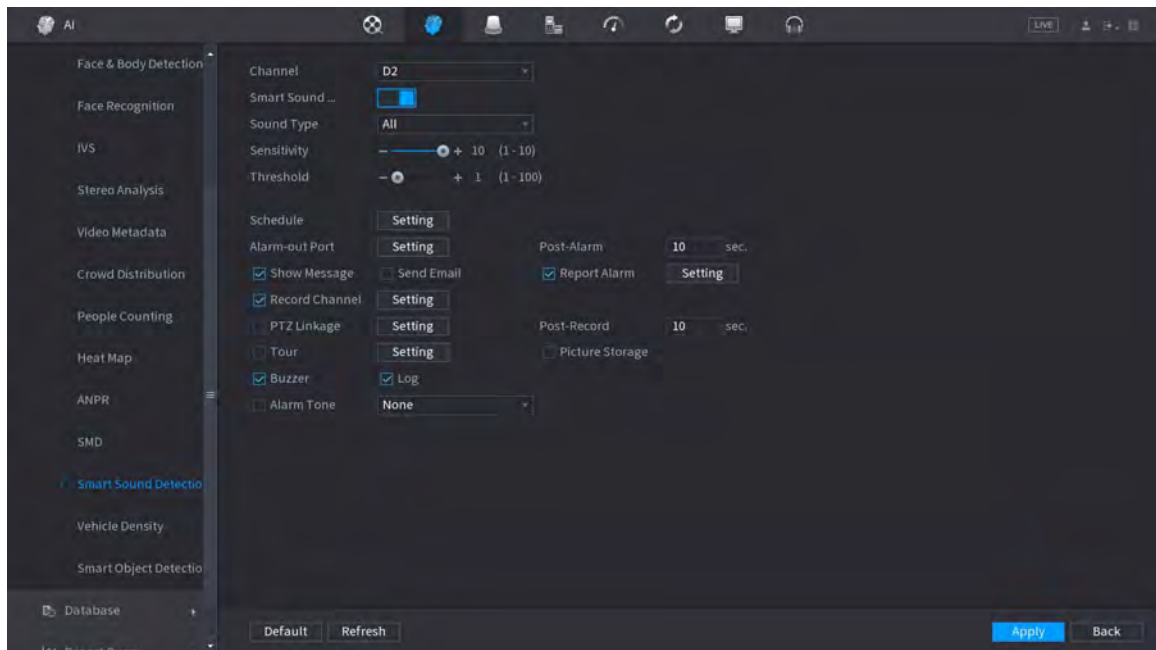 AI
LIVE
Face & Body Detection
Face Recognition
IVS
Stereo Analysis
Video Metadata
Crowd Distribution
People Counting
Heat Map
ANPR
SMD
Smart Sound Detectio
Vehicle Density
Smart Object Detectio
Database
Channel D2
Smart Sound ...
Sound Type All
Sensitivity - + 10 (1 - 10)
Threshold - + 1 (1 - 100)
Schedule Setting
Alarm-out Port Setting Post-Alarm 10 sec.
Show Message Send Email Report Alarm Setting
Record Channel Setting
PTZ Linkage Setting Post-Record 10 sec.
Tour Setting Picture Storage
Buzzer Log
Alarm Tone None
Default Refresh Apply Back